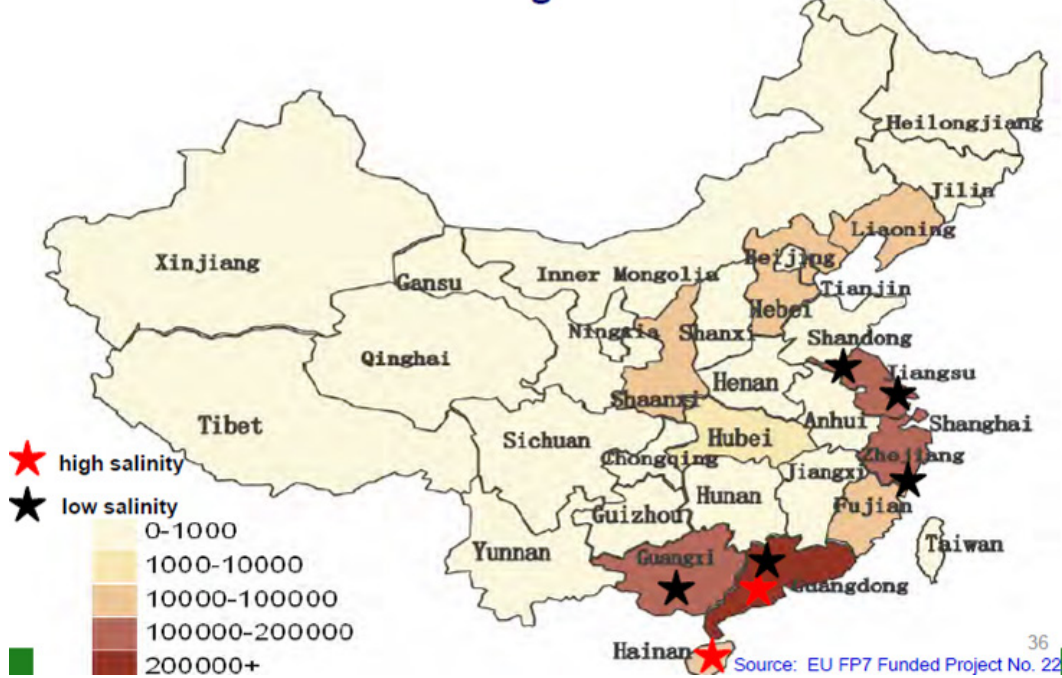 Heilongjiang
Jilin
Liaoning
Xinjiang
Beijing
Gansu
Inner Mongolia
Tianjin
Hebei
Ningxia
Shanxi
Shandong
Qinghai
Henan
Jiangsu
Shaanxi
Tibet
Anhui
Shanghai
Sichuan
Hubei
high salinity
Chongqing
Jiangxi
Zhejiang
Hunan
low salinity
Guizhou
Fujian
0-1000
Yunnan
Guangxi
Taiwan
1000-10000
Guangdong
10000-100000
100000-200000
Hainan
36
200000+
Source: EU FP7 Funded Project No. 22